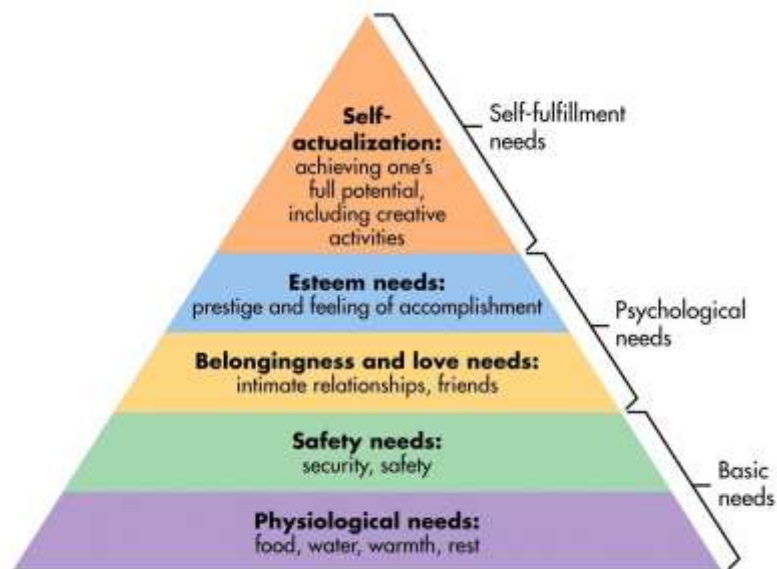 Self-
actualization:
achieving one's
full potential,
including creative
activities
Self-fulfillment
needs
Esteem needs:
prestige and feeling of accomplishment
Psychological
needs
Belongingness and love needs:
intimate relationships, friends
Safety needs:
security, safety
Basic
needs
Physiological needs:
food, water, warmth, rest